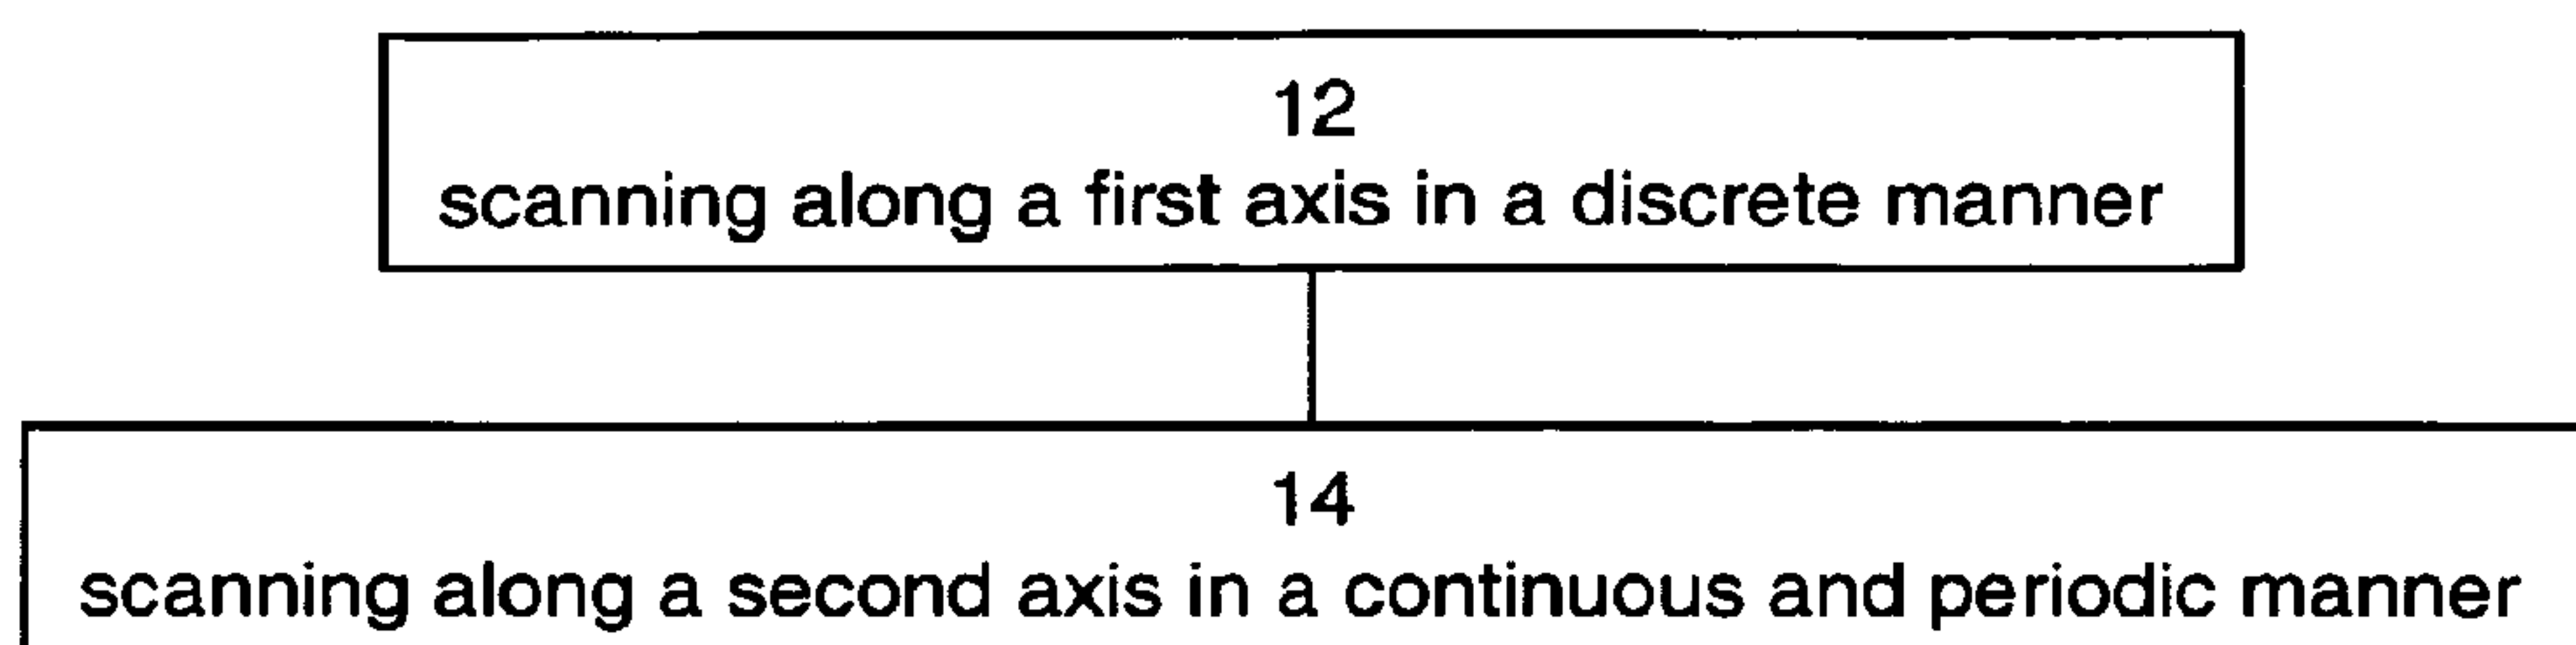 12
scanning along a first axis in a discrete manner
14
scanning along a second axis in a continuous and periodic manner